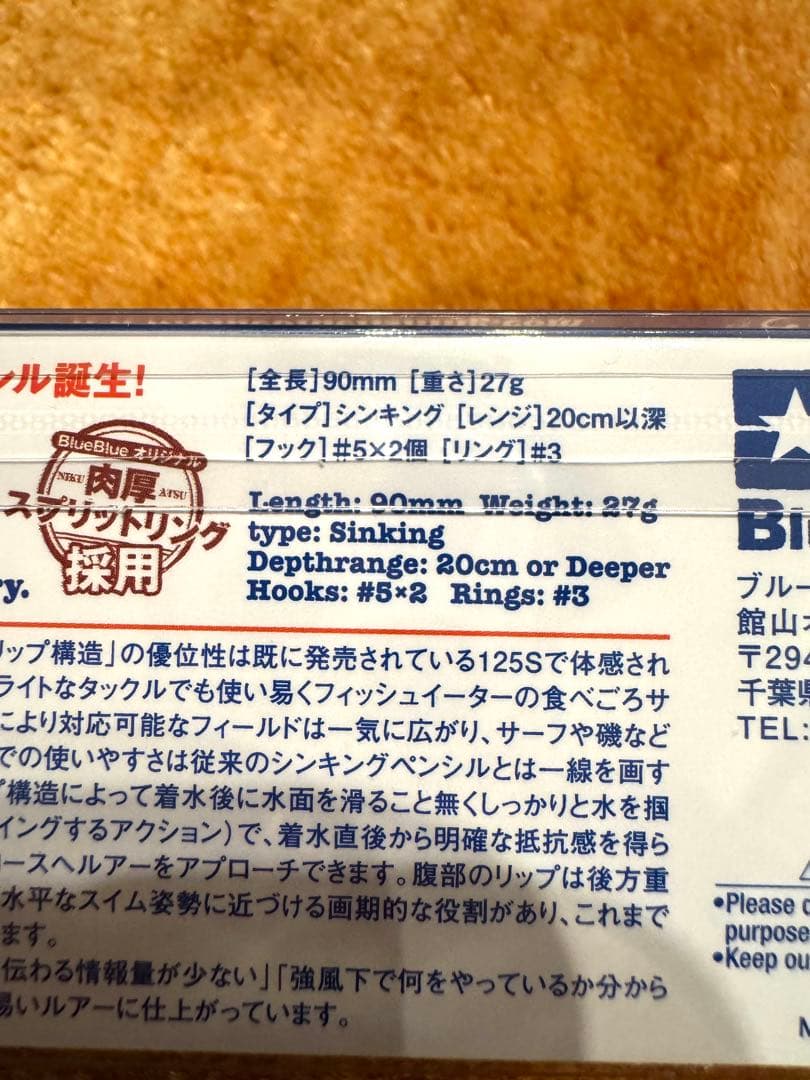 ル誕生!
[全長]90mm [重さ]27g
[タイプ]シンキング [レンジ]20cm以深
[フック]#5×2個 [リング]#3
BlueBlue オリジナル
NIKU ATSU
肉厚
スプリットリング
採用
Length: 90mm Weight: 27g
type: Sinking
Depthrange: 20cm or Deeper
Hooks: #5×2 Rings: #3
ry.
リップ構造」の優位性は既に発売されている125Sで体感され
ライトなタックルでも使い易くフィッシュイーターの食べごろサ
により対応可能なフィールドは一気に広がり、サーフや磯など
での使いやすさは従来のシンキングペンシルとは一線を画す
構造によって着水後に水面を滑ること無くしっかりと水を掴
イングするアクション)で、着水直後から明確な抵抗感を得ら
ースへルアーをアプローチできます。腹部のリップは後方重
水平なスイム姿勢に近づける画期的な役割があり、これまで
ます。
伝わる情報量が少ない」「強風下で何をやっているか分から
易いルアーに仕上がっています。
Bl
ブルー
館山
〒294
千葉県
TEL:
•Please
purpose
•Keep ou